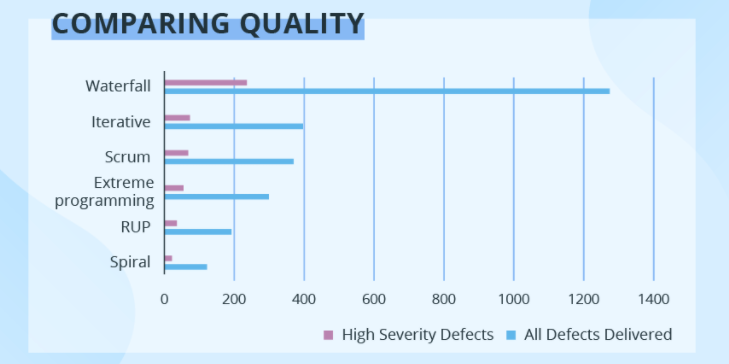 COMPARING QUALITY
Waterfall
Iterative
Scrum
Extreme
programming
RUP
Spiral
0 200 400 600 800 1000 1200 1400
High Severity Defects All Defects Delivered